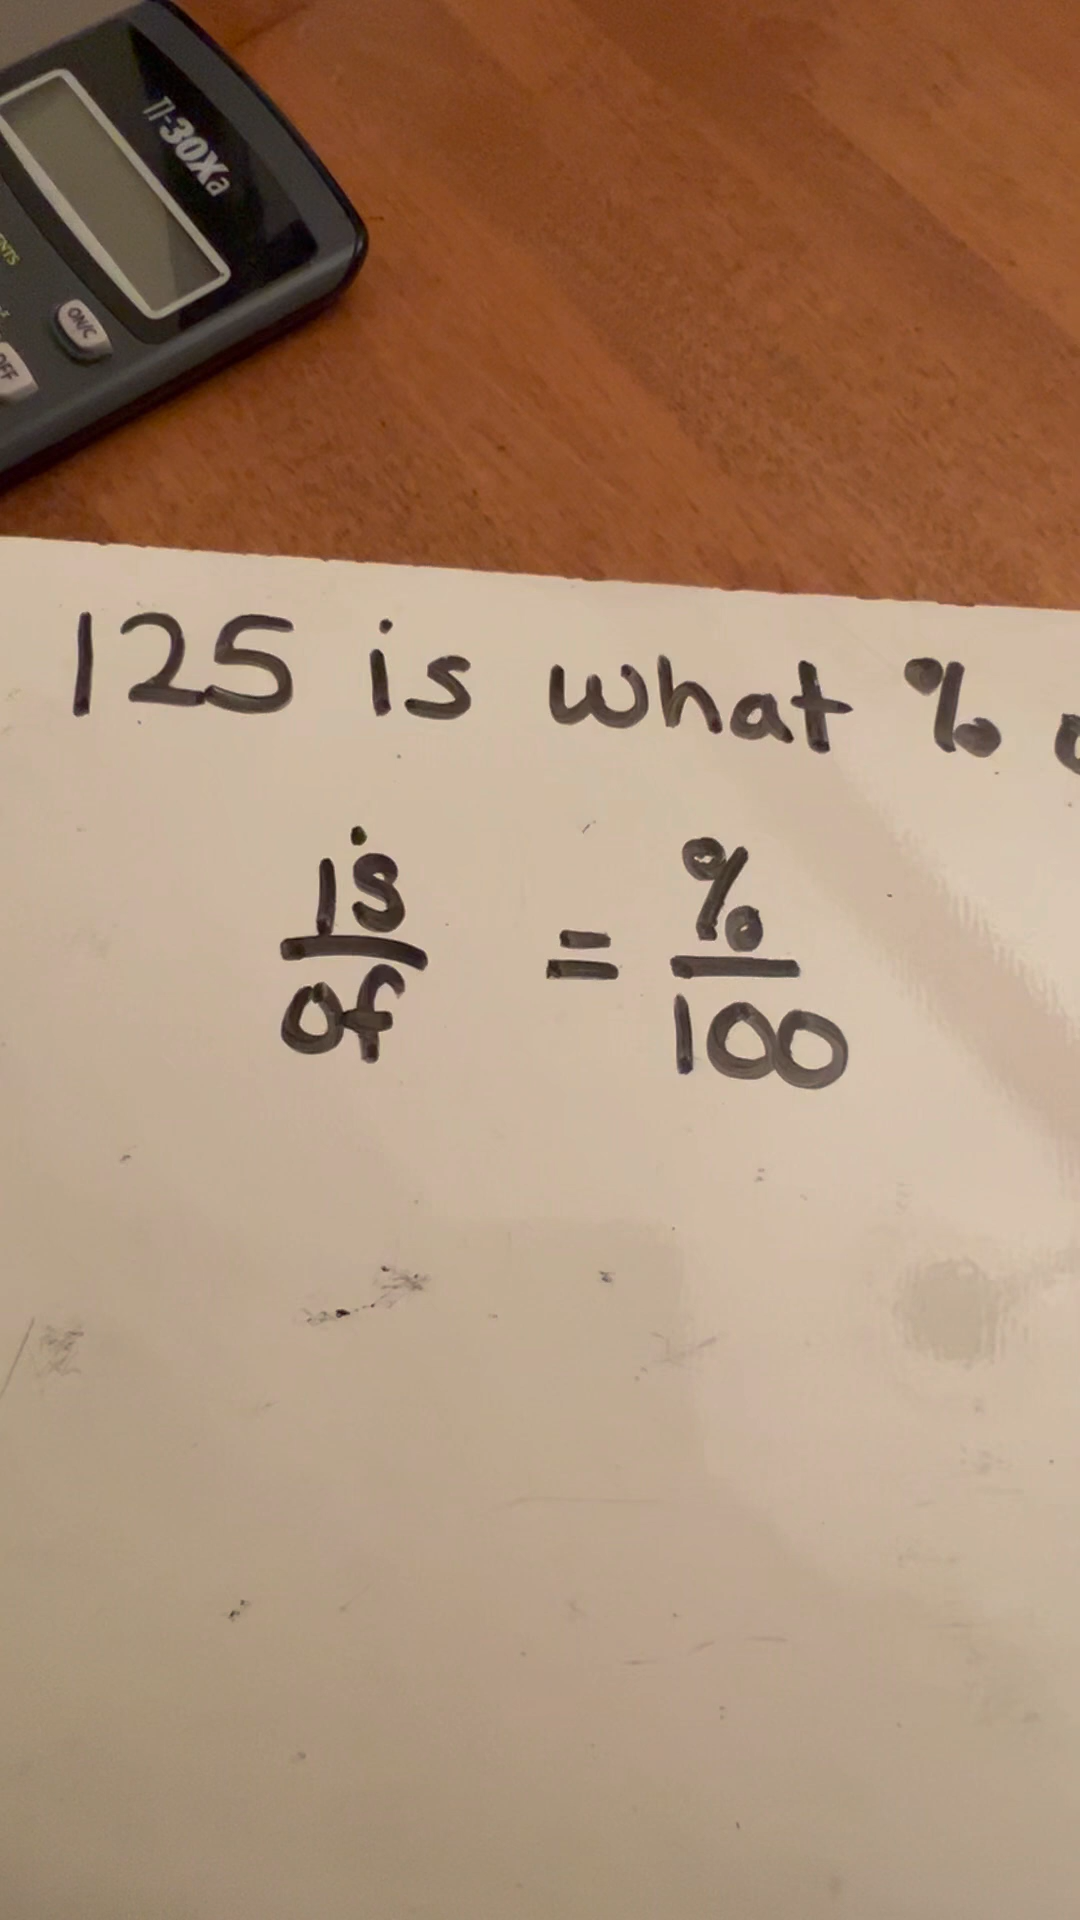 TI-30Xa
ON/C
OFF
125 is what %
is = %
of 100